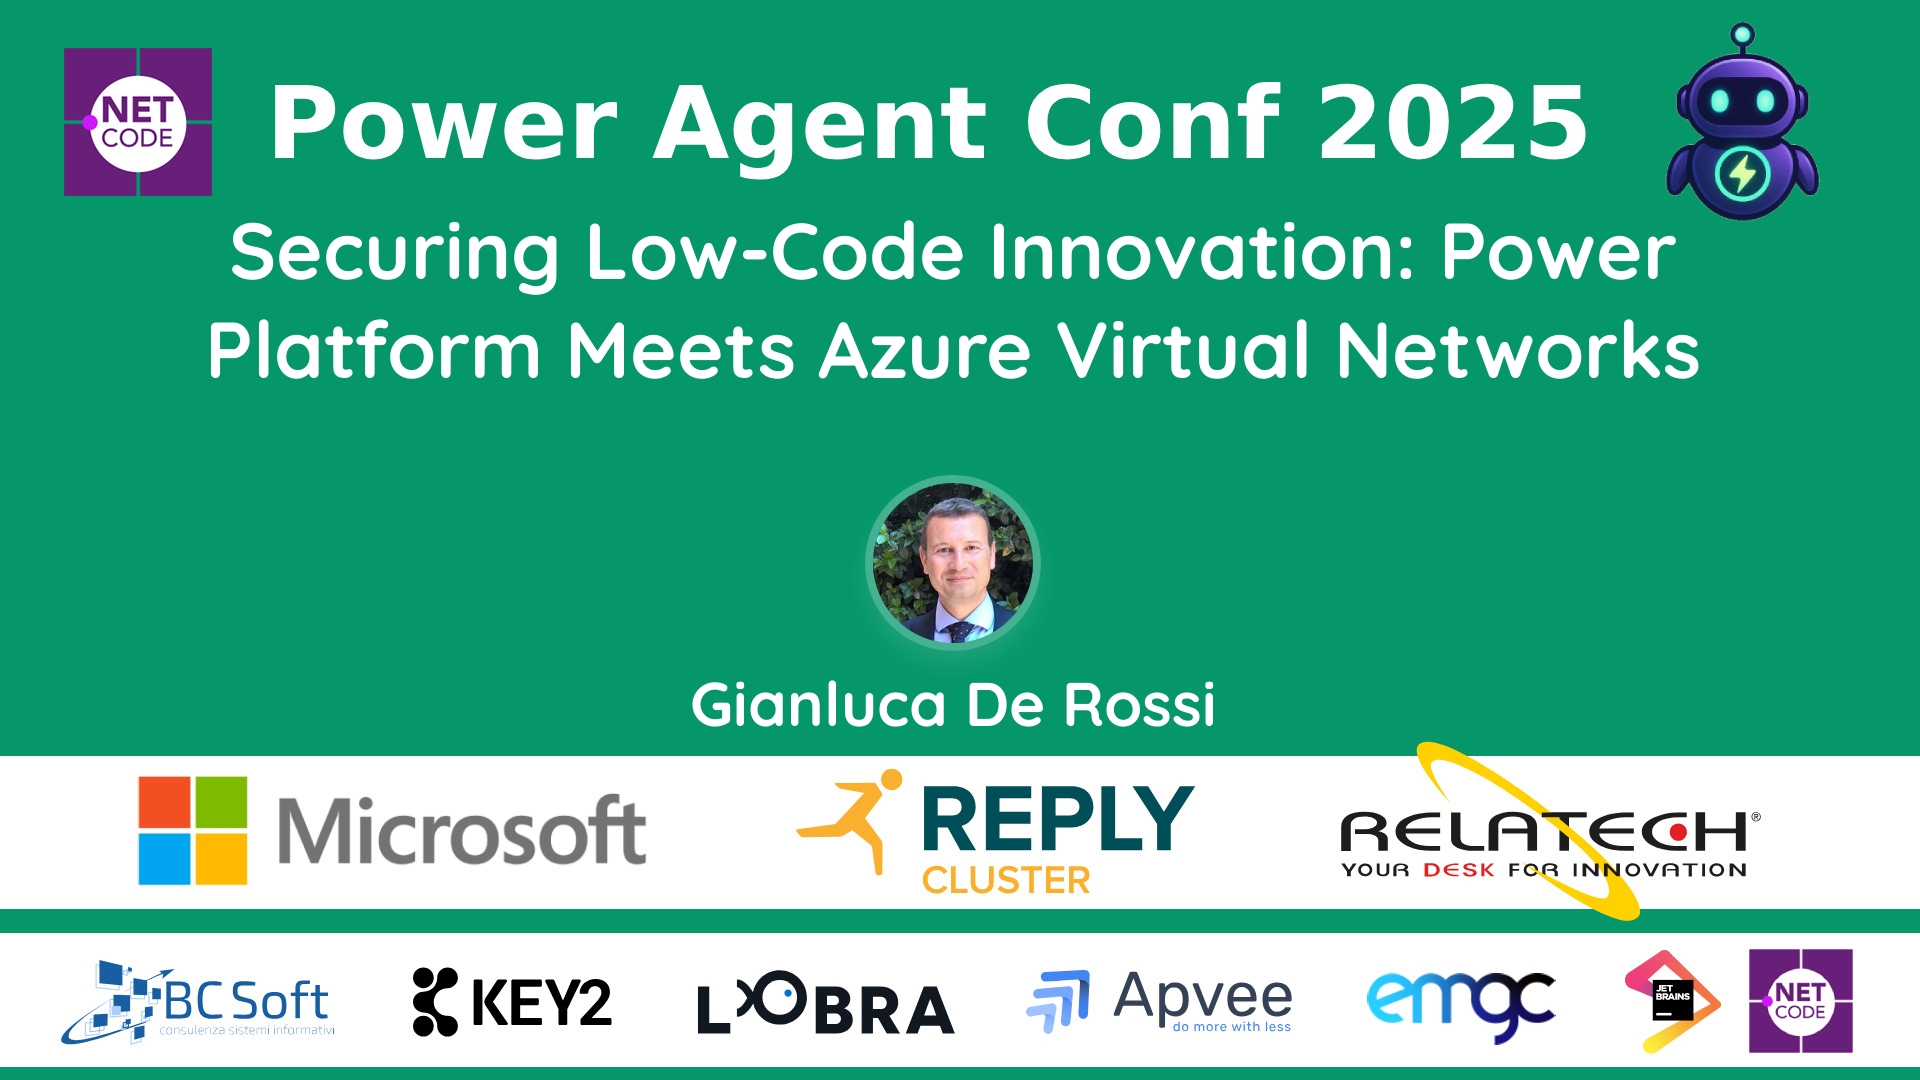 NET
CODE
Power Agent Conf 2025
Securing Low-Code Innovation: Power
Platform Meets Azure Virtual Networks
Gianluca De Rossi
Microsoft
REPLY
CLUSTER
RELATECH®
YOUR DESK FOR INNOVATION
BC Soft
consulenza sistemi informativi
KEY2
LOBRA
Apvee
do more with less
emgc
JET
BRAINS
NET
CODE